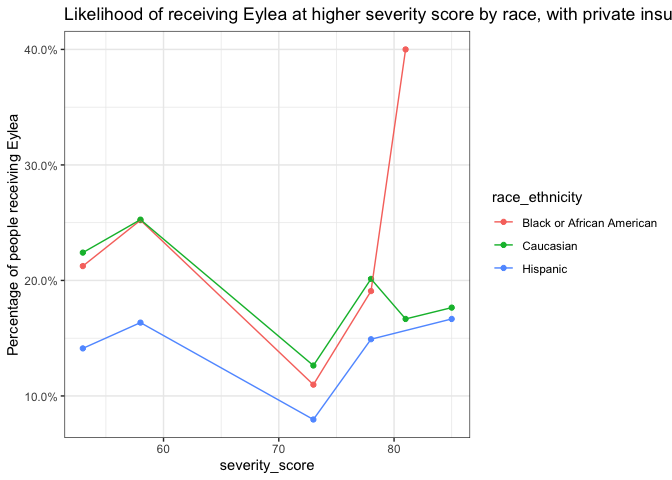 Likelihood of receiving Eylea at higher severity score by race, with private insu
40.0%
30.0%
20.0%
10.0%
Percentage of people receiving Eylea
60
70
80
severity_score
race_ethnicity
Black or African American
Caucasian
Hispanic